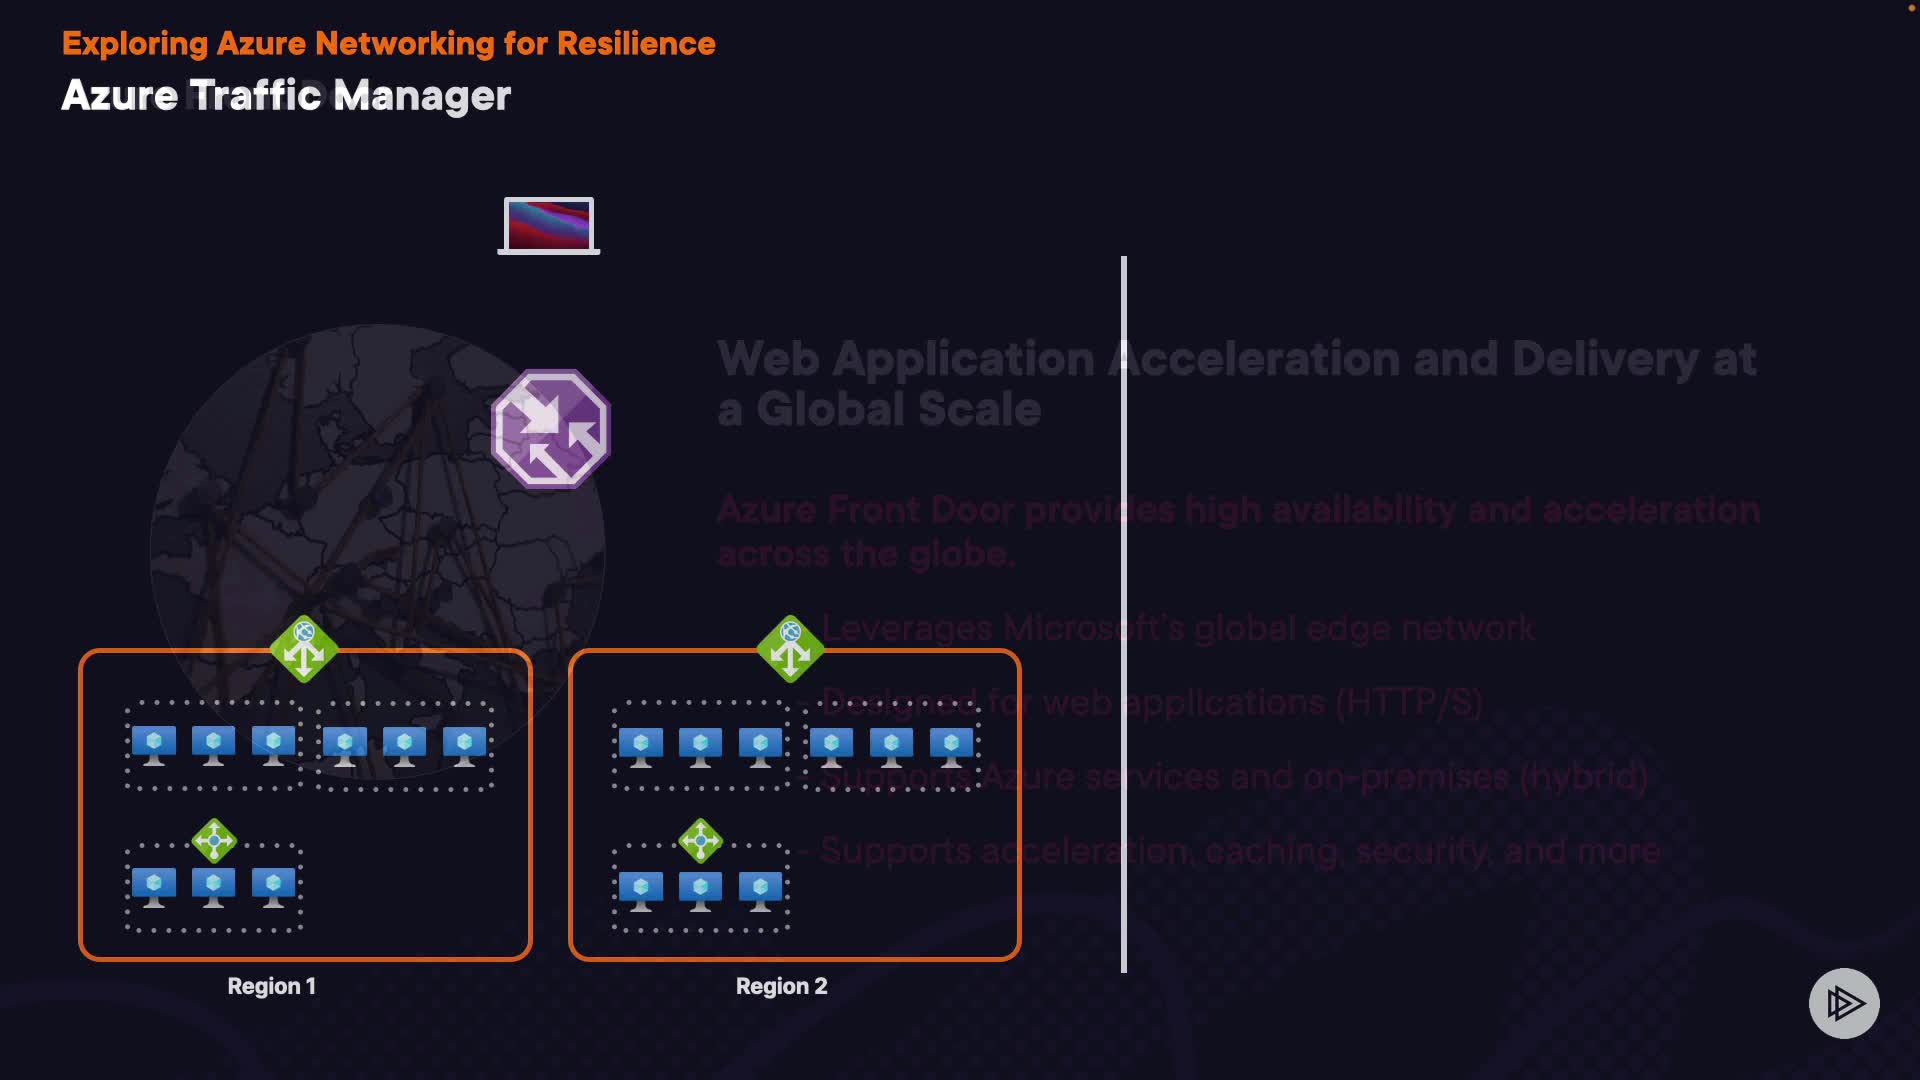 Exploring Azure Networking for Resilience
Azure Traffic Manager
Web Application Acceleration and Delivery at
a Global Scale
Azure Front Door provides high availability and acceleration
across the globe.
Leverages Microsoft's global edge network
- Designed for web applications (HTTP/S)
- Supports Azure services and on-premises (hybrid)
- Supports acceleration, caching, security, and more
Region 1
Region 2